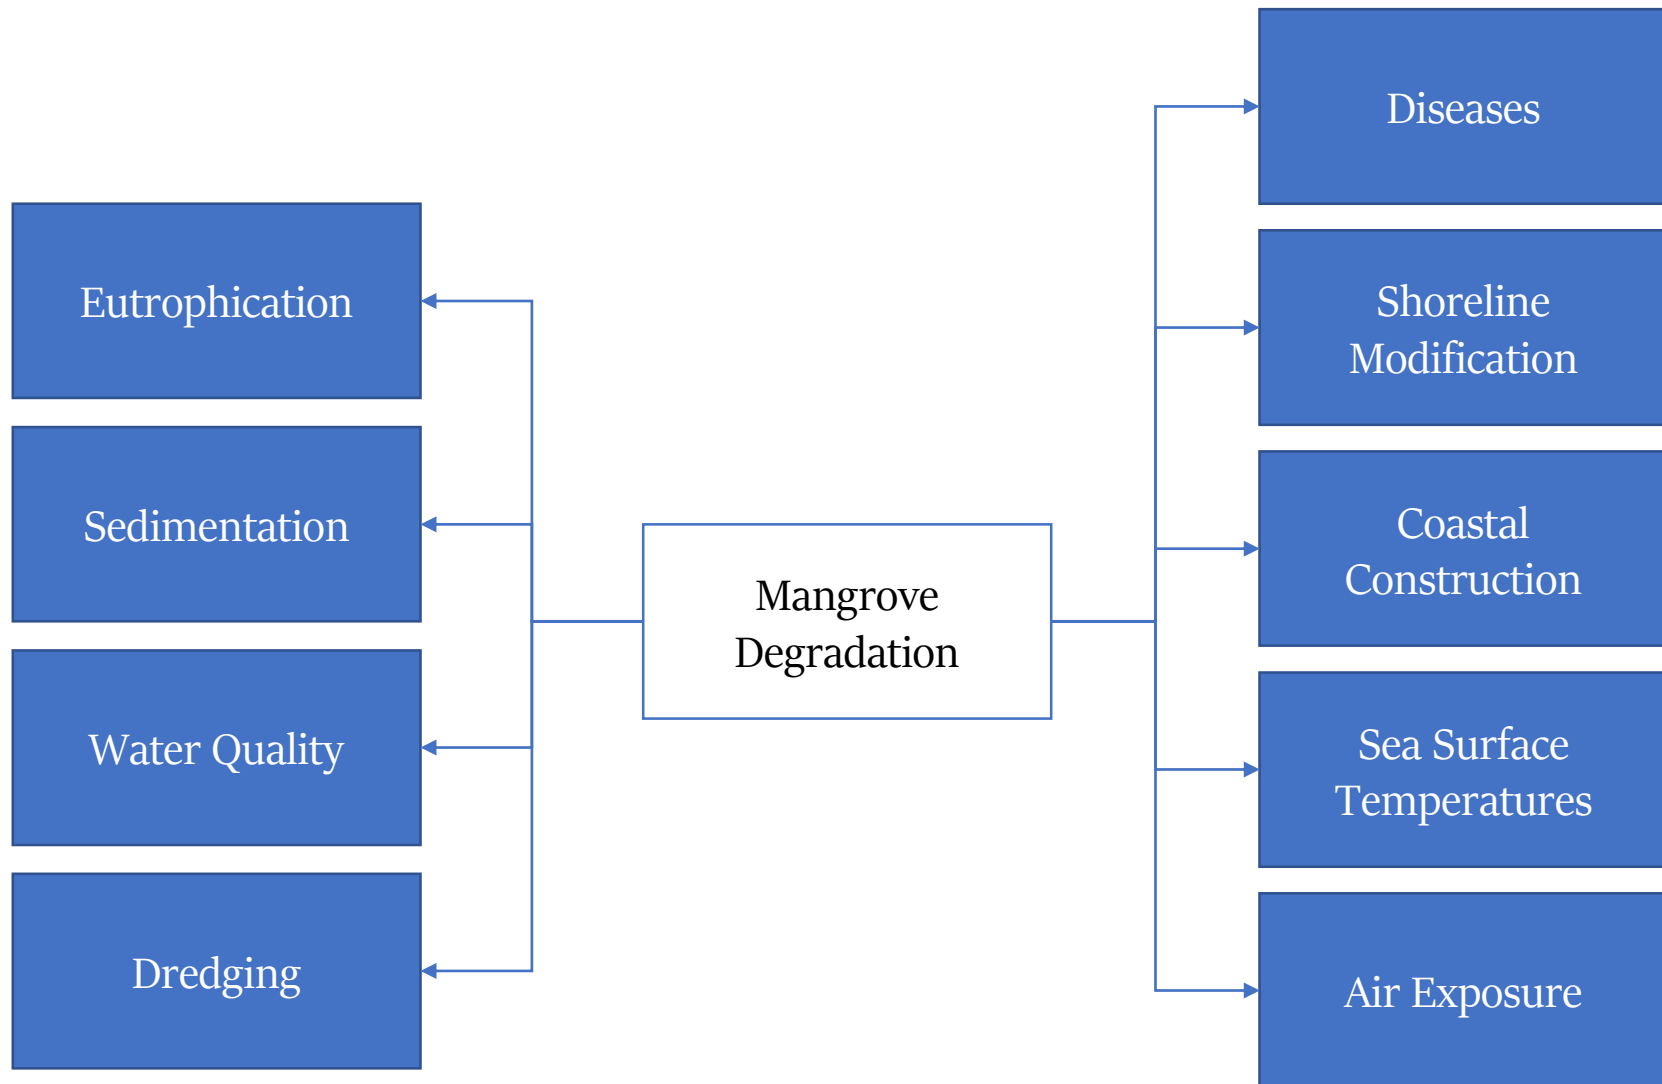 Eutrophication
Sedimentation
Water Quality
Dredging
Mangrove
Degradation
Diseases
Shoreline
Modification
Coastal
Construction
Sea Surface
Temperatures
Air Exposure